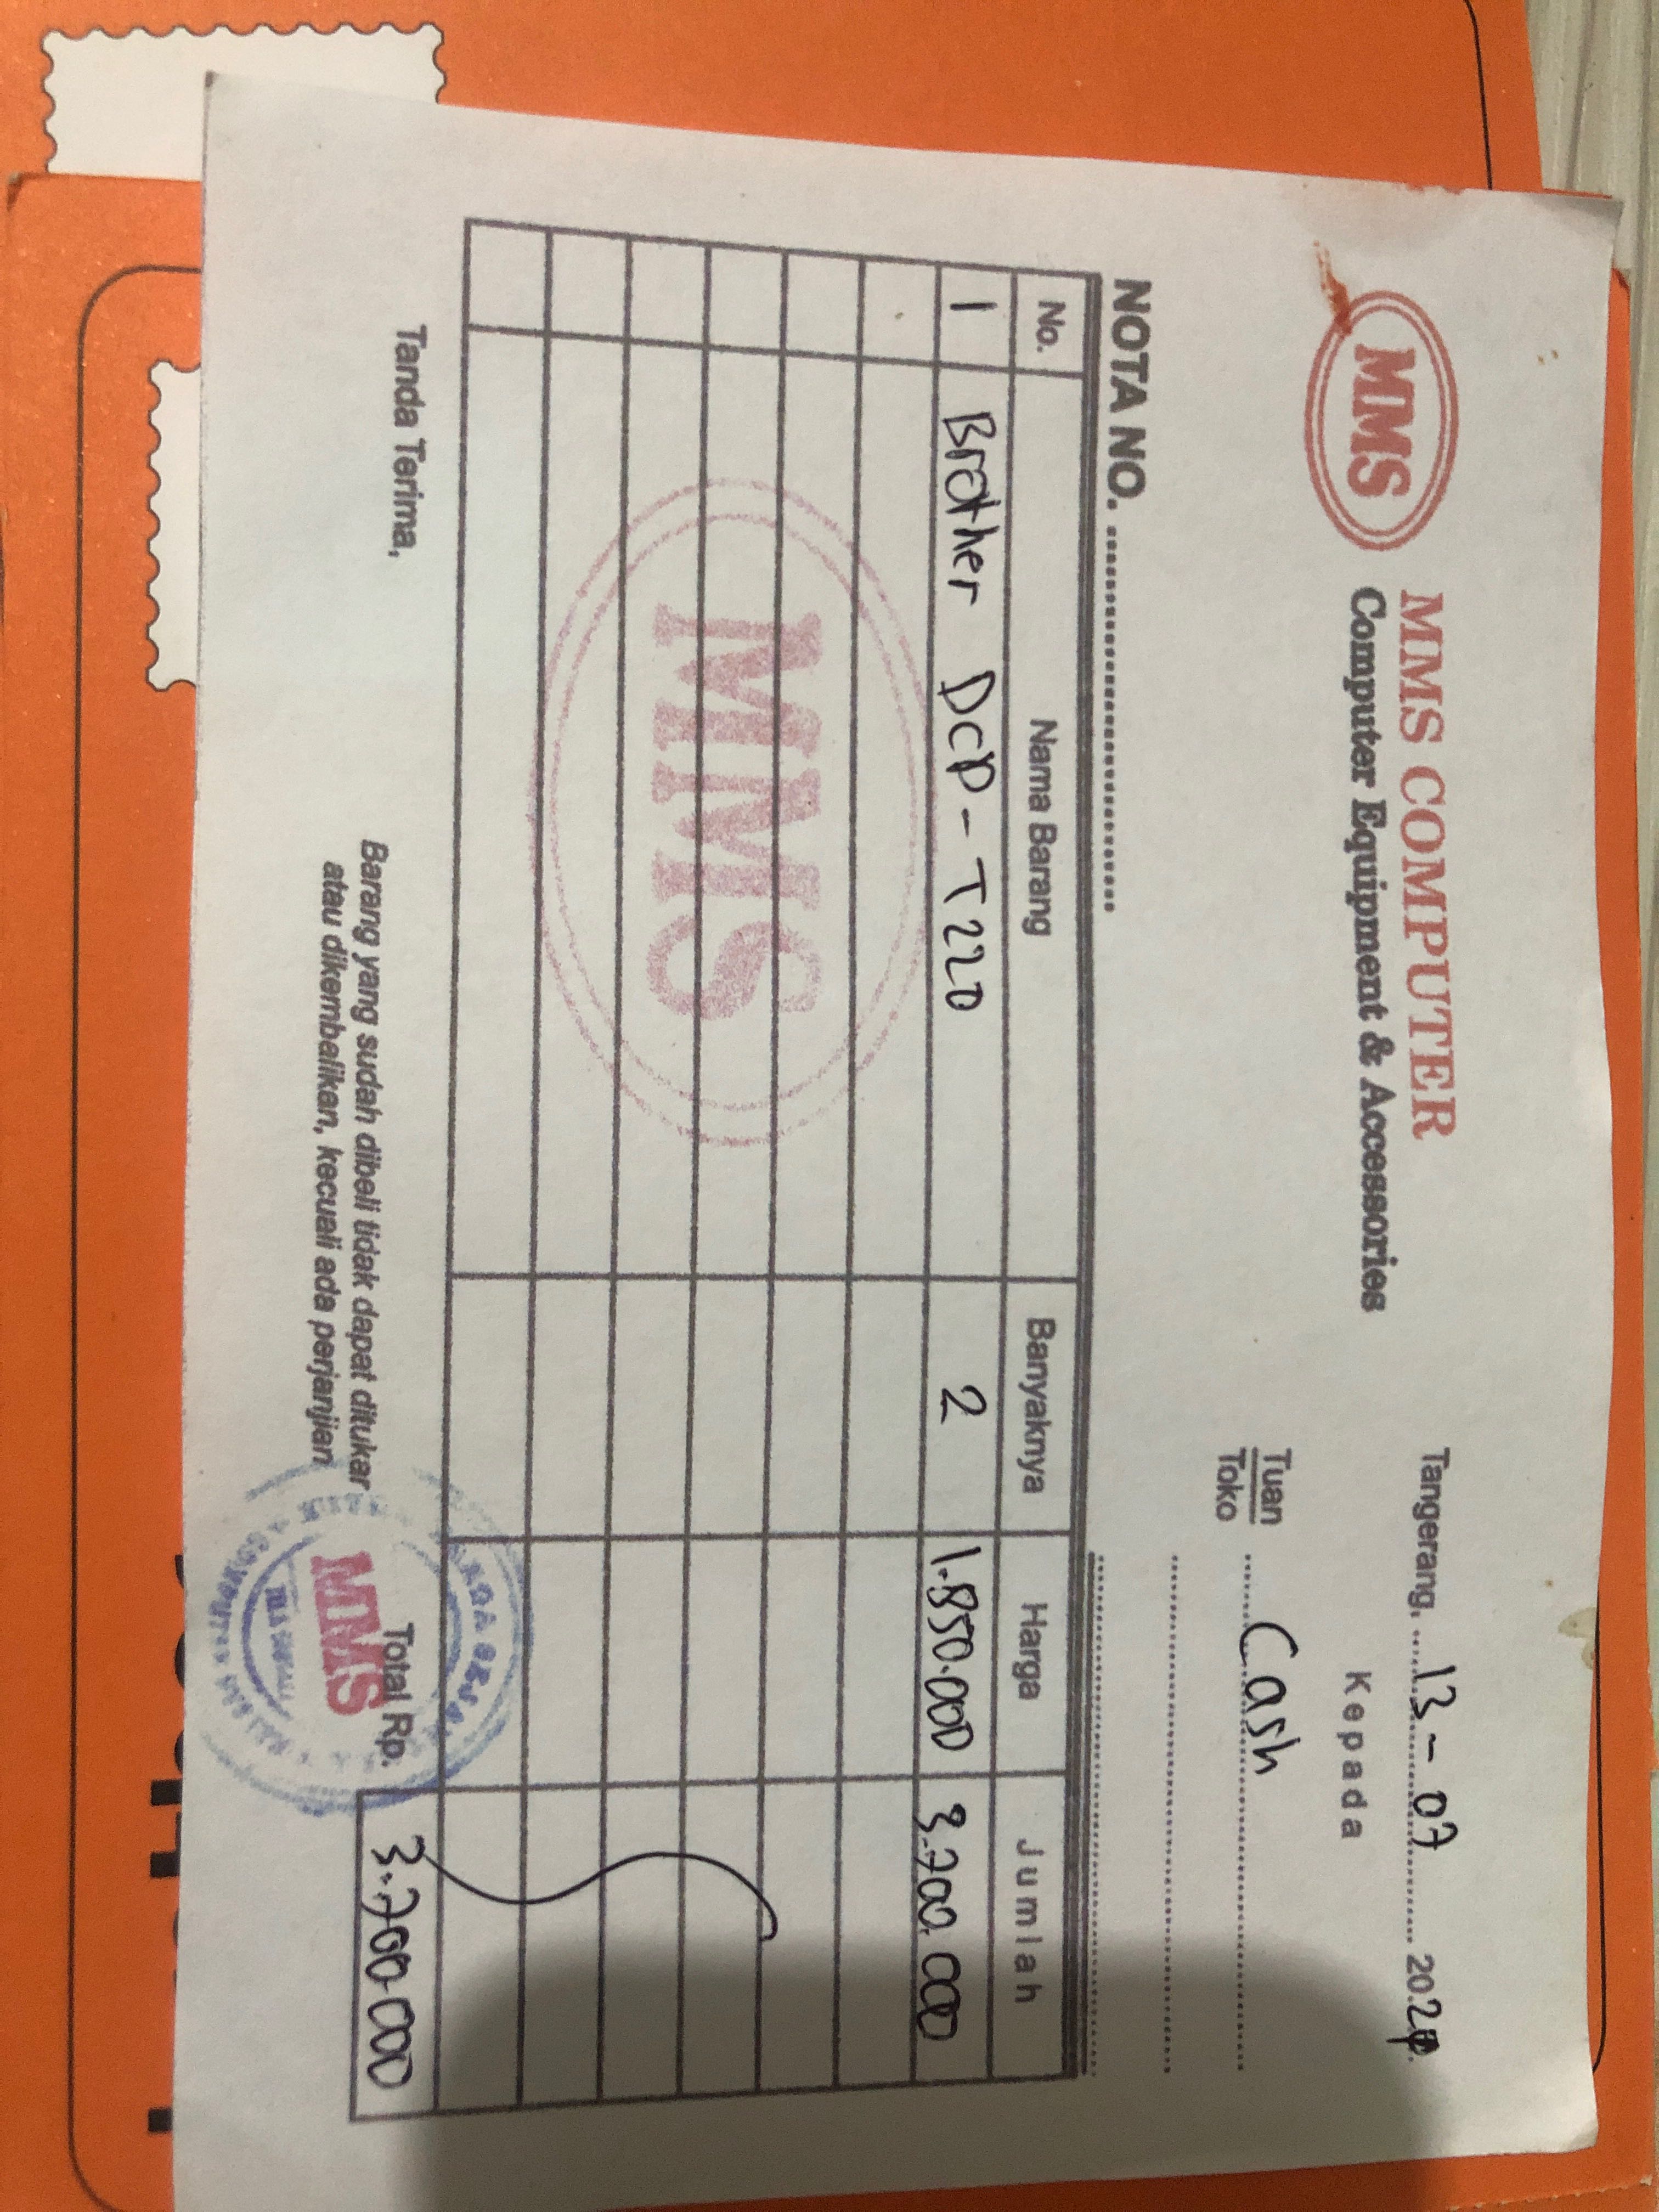 MMS
MMS COMPUTER
Computer Equipment & Accessories
Tangerang, 13 - 07 2024
Kepada
Tuan
Toko
Cash
NOTA NO.
No. Nama Barang Banyaknya Harga Jumlah
1 Brother DCP-T220 2 1.850.000 3.700.000
MMS
Total Rp. 3.700.000
Tanda Terima,
Barang yang sudah dibeli tidak dapat ditukar
atau dikembalikan, kecuali ada perjanjian
MMS